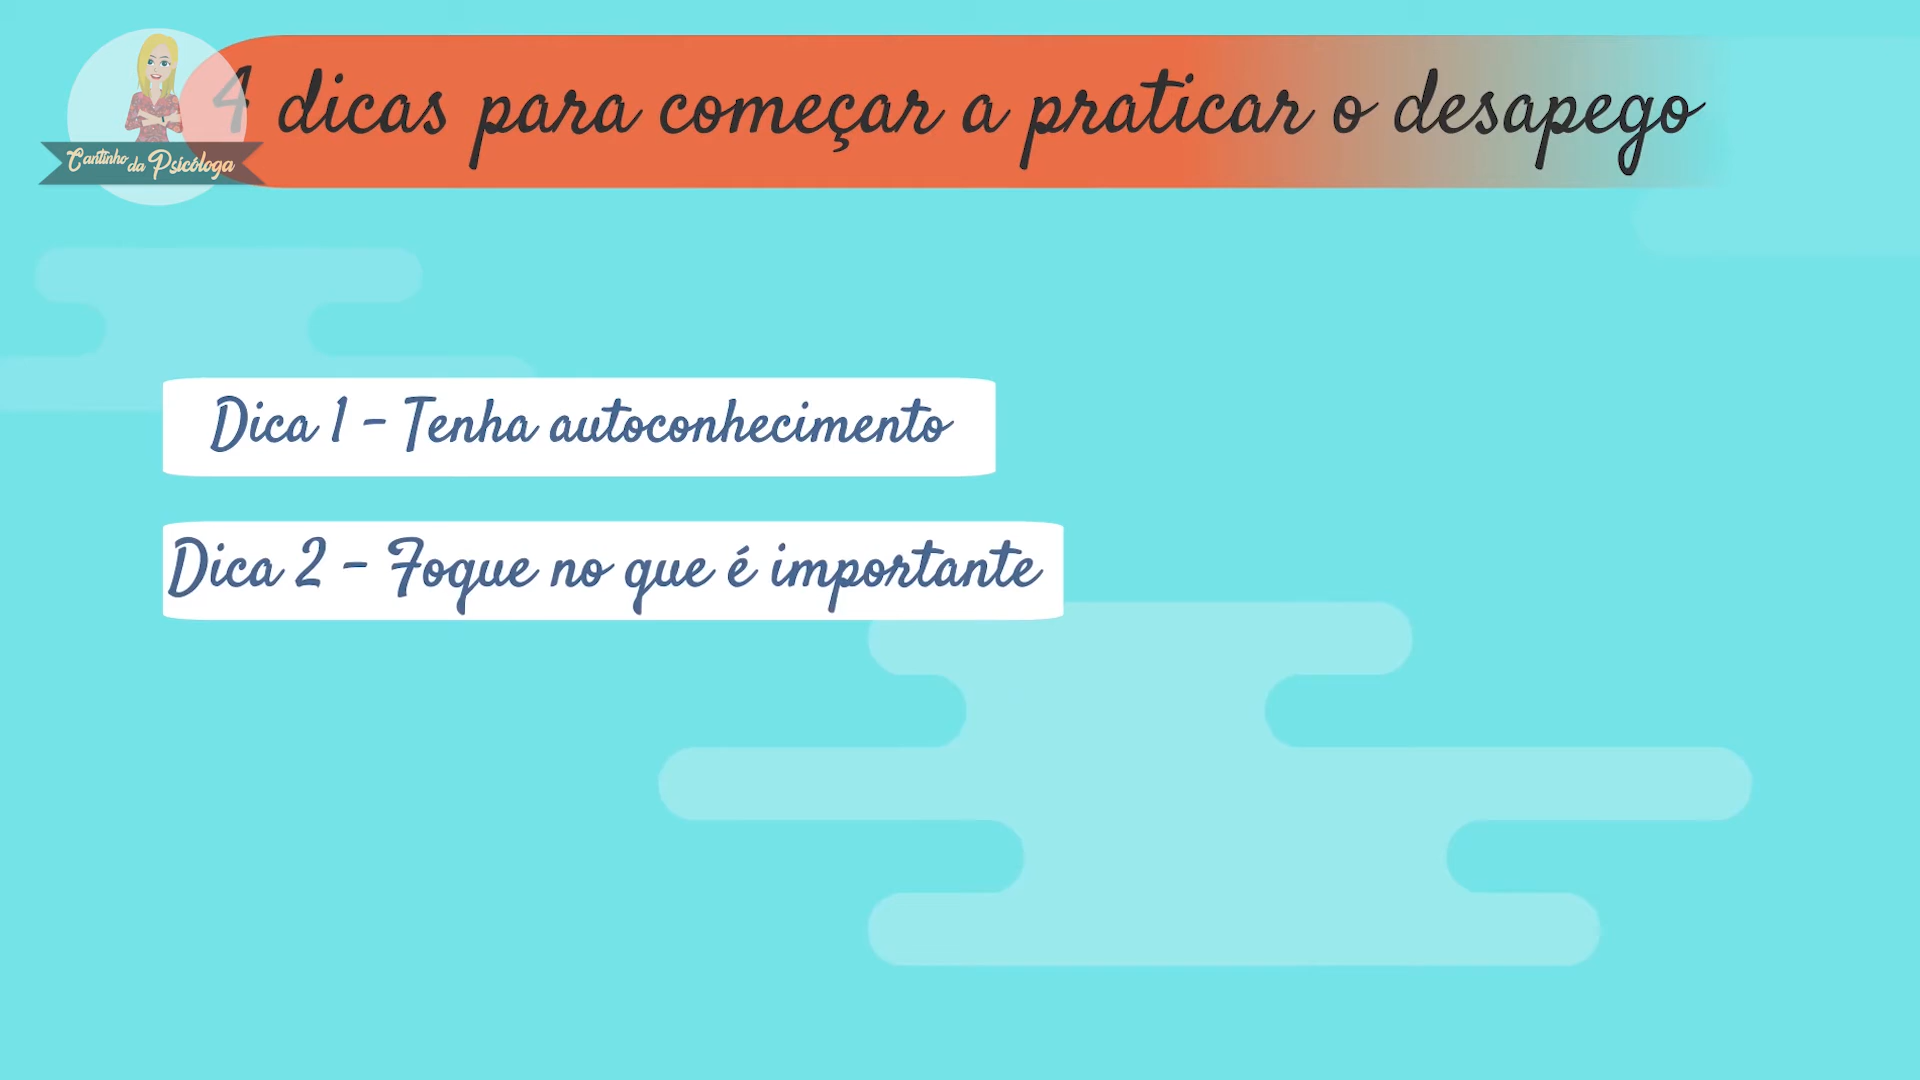 4 dicas para começar a praticar o desapego
Cantinho da Psicóloga
Dica 1 - Tenha autoconhecimento
Dica 2 - Foque no que é importante